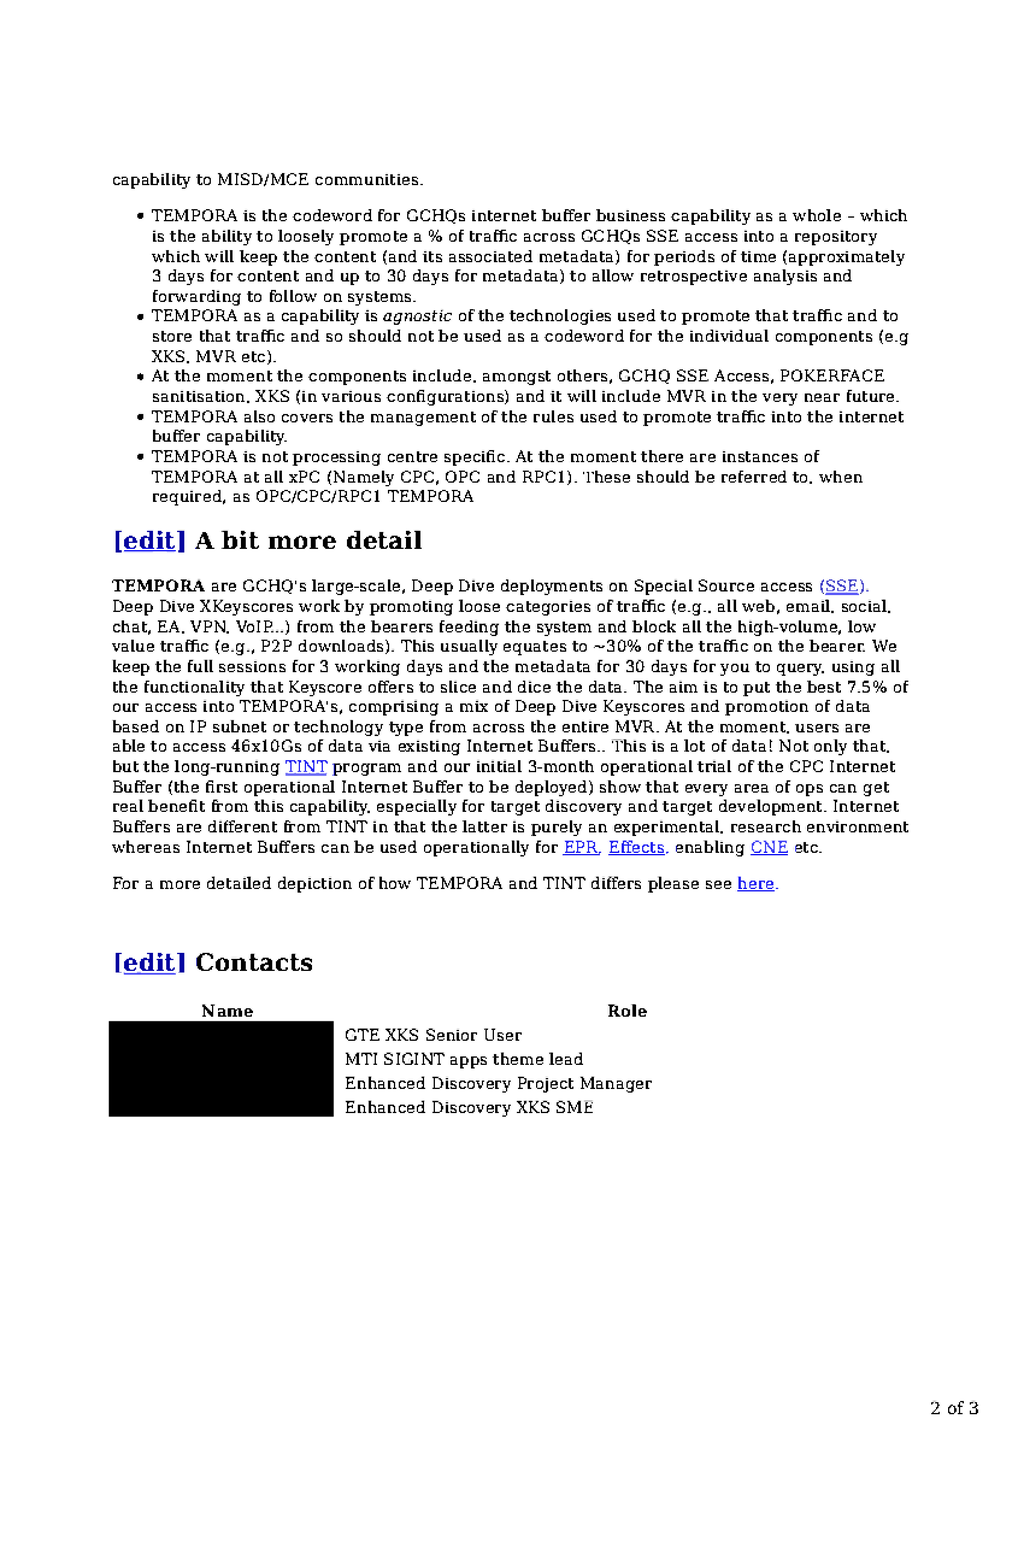 capability to MISD/MCE communities.
• TEMPORA is the codeword for GCHQs internet buffer business capability as a whole – which
is the ability to loosely promote a % of traffic across GCHQs SSE access into a repository
which will keep the content (and its associated metadata) for periods of time (approximately
3 days for content and up to 30 days for metadata) to allow retrospective analysis and
forwarding to follow on systems.
• TEMPORA as a capability is agnostic of the technologies used to promote that traffic and to
store that traffic and so should not be used as a codeword for the individual components (e.g
XKS, MVR etc).
• At the moment the components include, amongst others, GCHQ SSE Access, POKERFACE
sanitisation, XKS (in various configurations) and it will include MVR in the very near future.
• TEMPORA also covers the management of the rules used to promote traffic into the internet
buffer capability.
• TEMPORA is not processing centre specific. At the moment there are instances of
TEMPORA at all xPC (Namely CPC, OPC and RPC1). These should be referred to, when
required, as OPC/CPC/RPC1 TEMPORA
[edit] A bit more detail
TEMPORA are GCHQ's large-scale, Deep Dive deployments on Special Source access (SSE).
Deep Dive XKeyscores work by promoting loose categories of traffic (e.g., all web, email, social,
chat, EA, VPN, VoIP...) from the bearers feeding the system and block all the high-volume, low
value traffic (e.g., P2P downloads). This usually equates to ~30% of the traffic on the bearer. We
keep the full sessions for 3 working days and the metadata for 30 days for you to query, using all
the functionality that Keyscore offers to slice and dice the data. The aim is to put the best 7.5% of
our access into TEMPORA's, comprising a mix of Deep Dive Keyscores and promotion of data
based on IP subnet or technology type from across the entire MVR. At the moment, users are
able to access 46x10Gs of data via existing Internet Buffers.. This is a lot of data! Not only that,
but the long-running TINT program and our initial 3-month operational trial of the CPC Internet
Buffer (the first operational Internet Buffer to be deployed) show that every area of ops can get
real benefit from this capability, especially for target discovery and target development. Internet
Buffers are different from TINT in that the latter is purely an experimental, research environment
whereas Internet Buffers can be used operationally for EPR, Effects, enabling CNE etc.
For a more detailed depiction of how TEMPORA and TINT differs please see here.
[edit] Contacts
Name Role
GTE XKS Senior User
MTI SIGINT apps theme lead
Enhanced Discovery Project Manager
Enhanced Discovery XKS SME
2 of 3